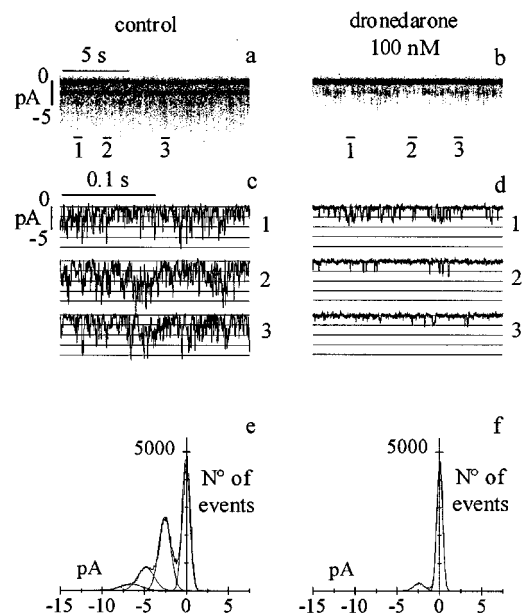 control
dronedarone
100 nM
5 s
a
b
0
pA
-5
1 2 3
1 2 3
0.1 s
c
d
0
pA
-5
1
2
3
1
2
3
e
f
5000
N° of
events
pA
-15 -10 -5 0 5
5000
N° of
events
pA
-15 -10 -5 0 5